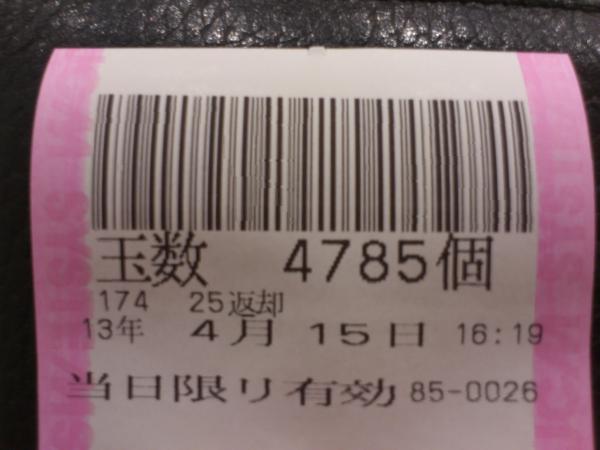 玉数 4785個
174 25返却
13年 4月 15日 16:19
当日限リ有効 85-0026